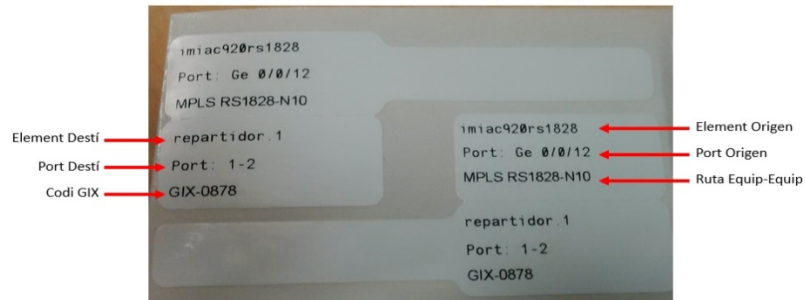 imiac920rs1828
Port: Ge 0/0/12
MPLS RS1828-N10
Element Destí
repartidor.1
Port Destí
Port: 1-2
Codi GIX
GIX-0878
imiac920rs1828
Element Origen
Port: Ge 0/0/12
Port Origen
MPLS RS1828-N10
Ruta Equip-Equip
repartidor.1
Port: 1-2
GIX-0878